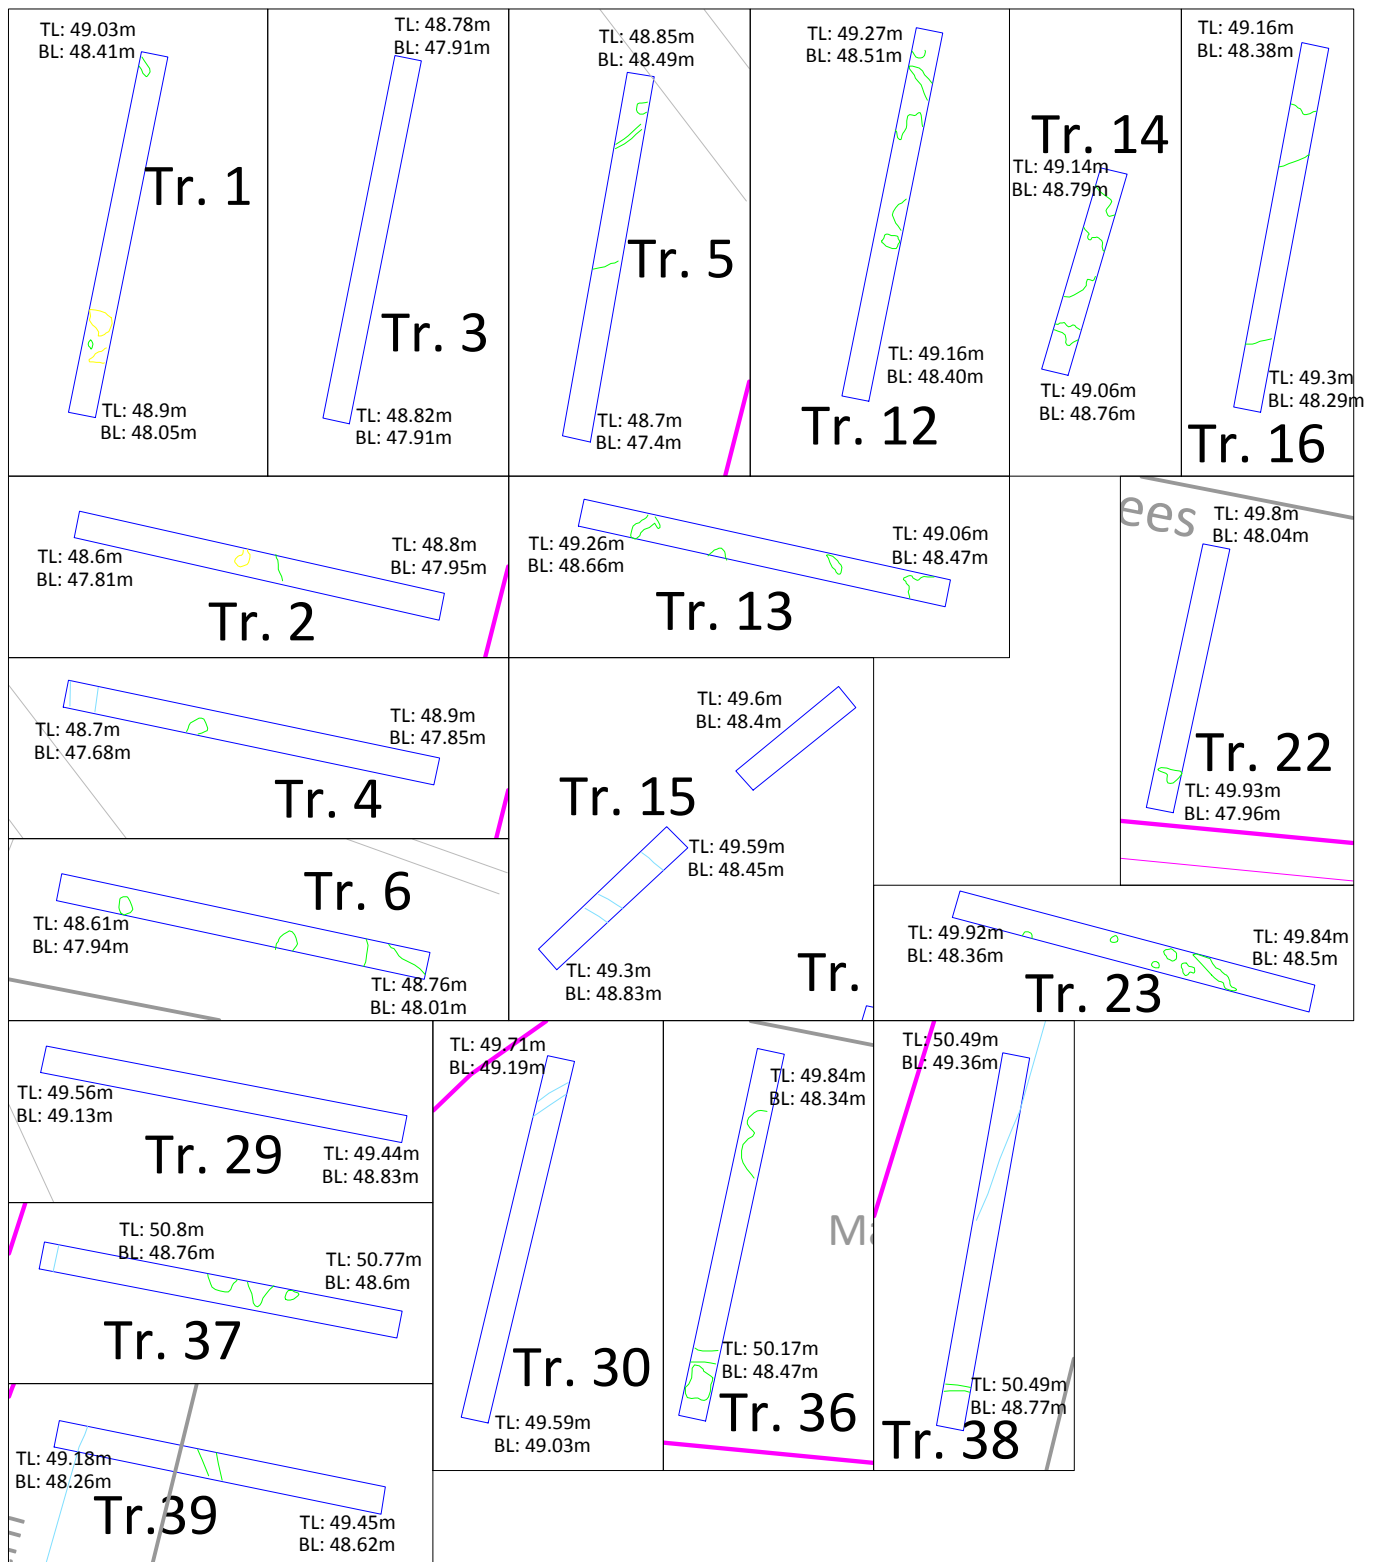 TL: 49.03m
BL: 48.41m
Tr. 1
TL: 48.9m
BL: 48.05m
TL: 48.78m
BL: 47.91m
Tr. 3
TL: 48.82m
BL: 47.91m
TL: 48.85m
BL: 48.49m
Tr. 5
TL: 48.7m
BL: 47.4m
TL: 49.27m
BL: 48.51m
TL: 49.16m
BL: 48.40m
Tr. 12
Tr. 14
TL: 49.14m
BL: 48.79m
TL: 49.06m
BL: 48.76m
TL: 49.16m
BL: 48.38m
TL: 49.3m
BL: 48.29m
Tr. 16
TL: 48.6m
BL: 47.81m
TL: 48.8m
BL: 47.95m
Tr. 2
TL: 49.26m
BL: 48.66m
TL: 49.06m
BL: 48.47m
Tr. 13
ees
TL: 49.8m
BL: 48.04m
Tr. 22
TL: 49.93m
BL: 47.96m
TL: 48.7m
BL: 47.68m
TL: 48.9m
BL: 47.85m
Tr. 4
TL: 49.6m
BL: 48.4m
Tr. 15
TL: 49.59m
BL: 48.45m
TL: 49.3m
BL: 48.83m
Tr.
Tr. 6
TL: 48.61m
BL: 47.94m
TL: 48.76m
BL: 48.01m
TL: 49.92m
BL: 48.36m
TL: 49.84m
BL: 48.5m
Tr. 23
TL: 49.56m
BL: 49.13m
Tr. 29
TL: 49.44m
BL: 48.83m
TL: 49.71m
BL: 49.19m
Tr. 30
TL: 49.59m
BL: 49.03m
TL: 49.84m
BL: 48.34m
Ma
TL: 50.17m
BL: 48.47m
Tr. 36
TL: 50.49m
BL: 49.36m
TL: 50.49m
BL: 48.77m
Tr. 38
TL: 50.8m
BL: 48.76m
TL: 50.77m
BL: 48.6m
Tr. 37
TL: 49.18m
BL: 48.26m
Tr.39
TL: 49.45m
BL: 48.62m